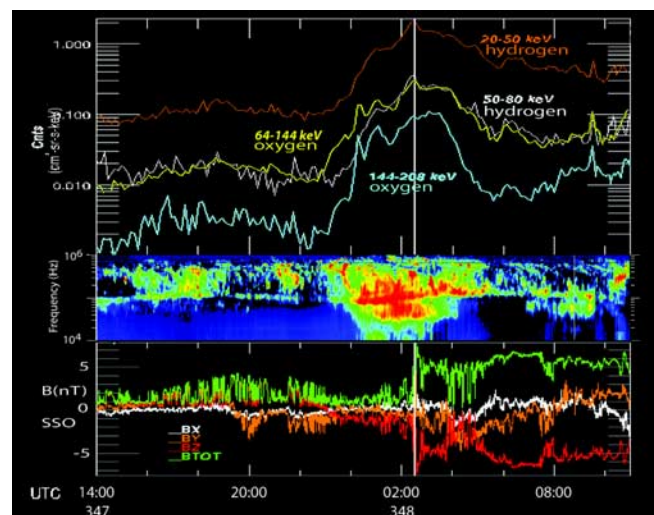 1.000
0.100
0.010
Cnts
(cm²-sr-s-keV)
20-50 keV
hydrogen
50-80 keV
hydrogen
64-144 keV
oxygen
144-208 keV
oxygen
Frequency (Hz)
10⁶
10⁴
5
B(nT)
0
SSO
-5
BX
BY
BZ
BTOT
UTC 14:00 20:00 02:00 08:00
347 348